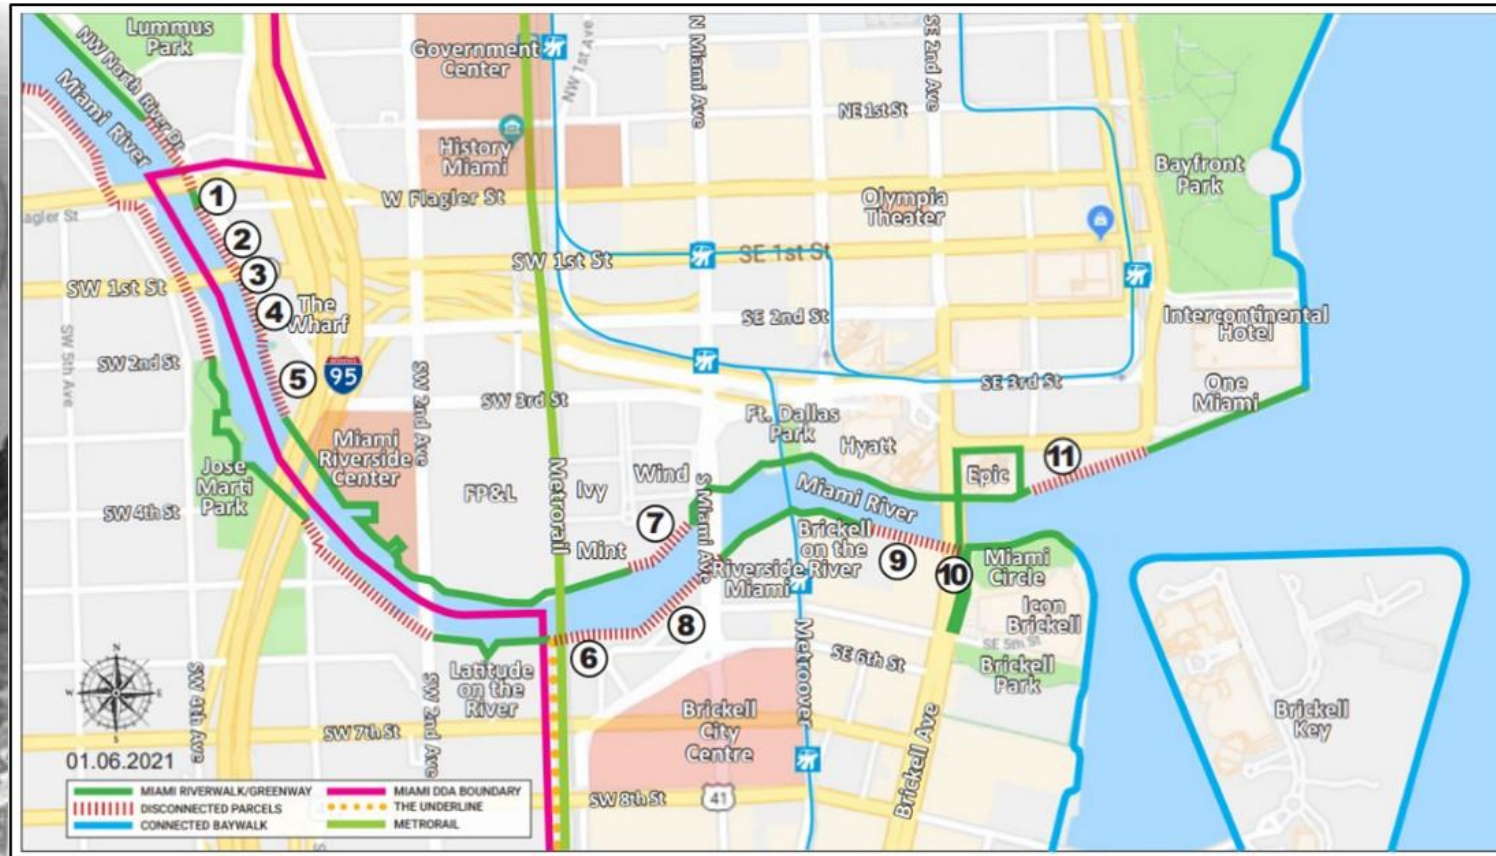 Lummus
Park
NW North River Dr.
Miami River
Government
Center
NW 1st Ave
N Miami Ave
SE 2nd Ave
NE 1st St
History
Miami
Bayfront
Park
1
W Flagler St
Olympia
Theater
agler St
2
3
SW 1st St
SE 1st St
SW 1st St
4
The
Wharf
SE 2nd St
Intercontinental
Hotel
SW 5th Ave
SW 2nd St
5
95
SW 2nd Ave
SE 3rd St
One
Miami
SW 3rd St
Ft. Dallas
Park
Hyatt
Miami
Riverside
Center
11
Jose
Marti
Park
FP&L
Metrorail
Ivy
Wind
S Miami Ave
Miami River
Epic
SW 4th St
7
Mint
Brickell
on the
River
9
10
Miami
Circle
Riverside
Miami
Icon
Brickell
8
6
Metroover
SE 5th St
SE 6th St
Brickell
Park
N
W
E
S
SW 4th Ave
Latitude
on the
River
SW 2nd Ave
Brickell
City
Centre
Brickell
Key
SW 7th St
Brickell Ave
01.06.2021
SW 8th St
41
MIAMI RIVERWALK/GREENWAY
MIAMI DDA BOUNDARY
DISCONNECTED PARCELS
THE UNDERLINE
CONNECTED BAYWALK
METRORAIL